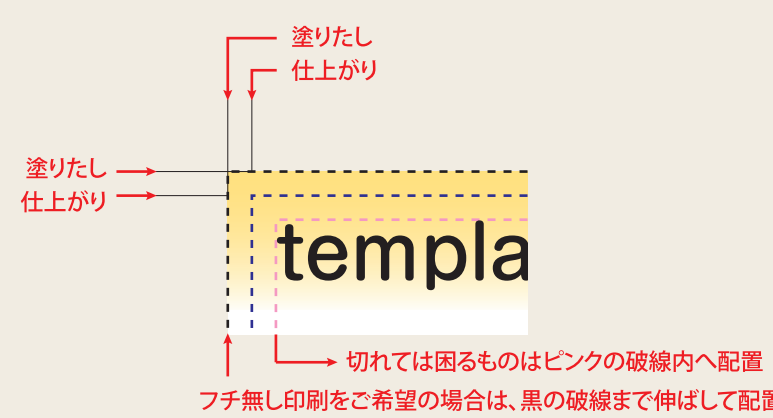 塗りたし
仕上がり
塗りたし
仕上がり
templa
切れては困るものはピンクの破線内へ配置
フチ無し印刷をご希望の場合は、黒の破線まで伸ばして配置